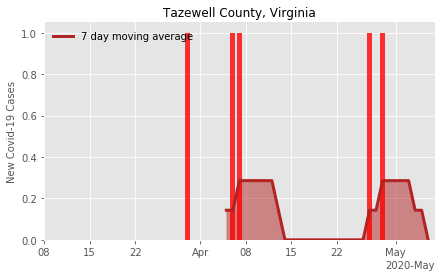 Tazewell County, Virginia
7 day moving average
New Covid-19 Cases
1.0
0.8
0.6
0.4
0.2
0.0
08 15 22 Apr 08 15 22 May
2020-May